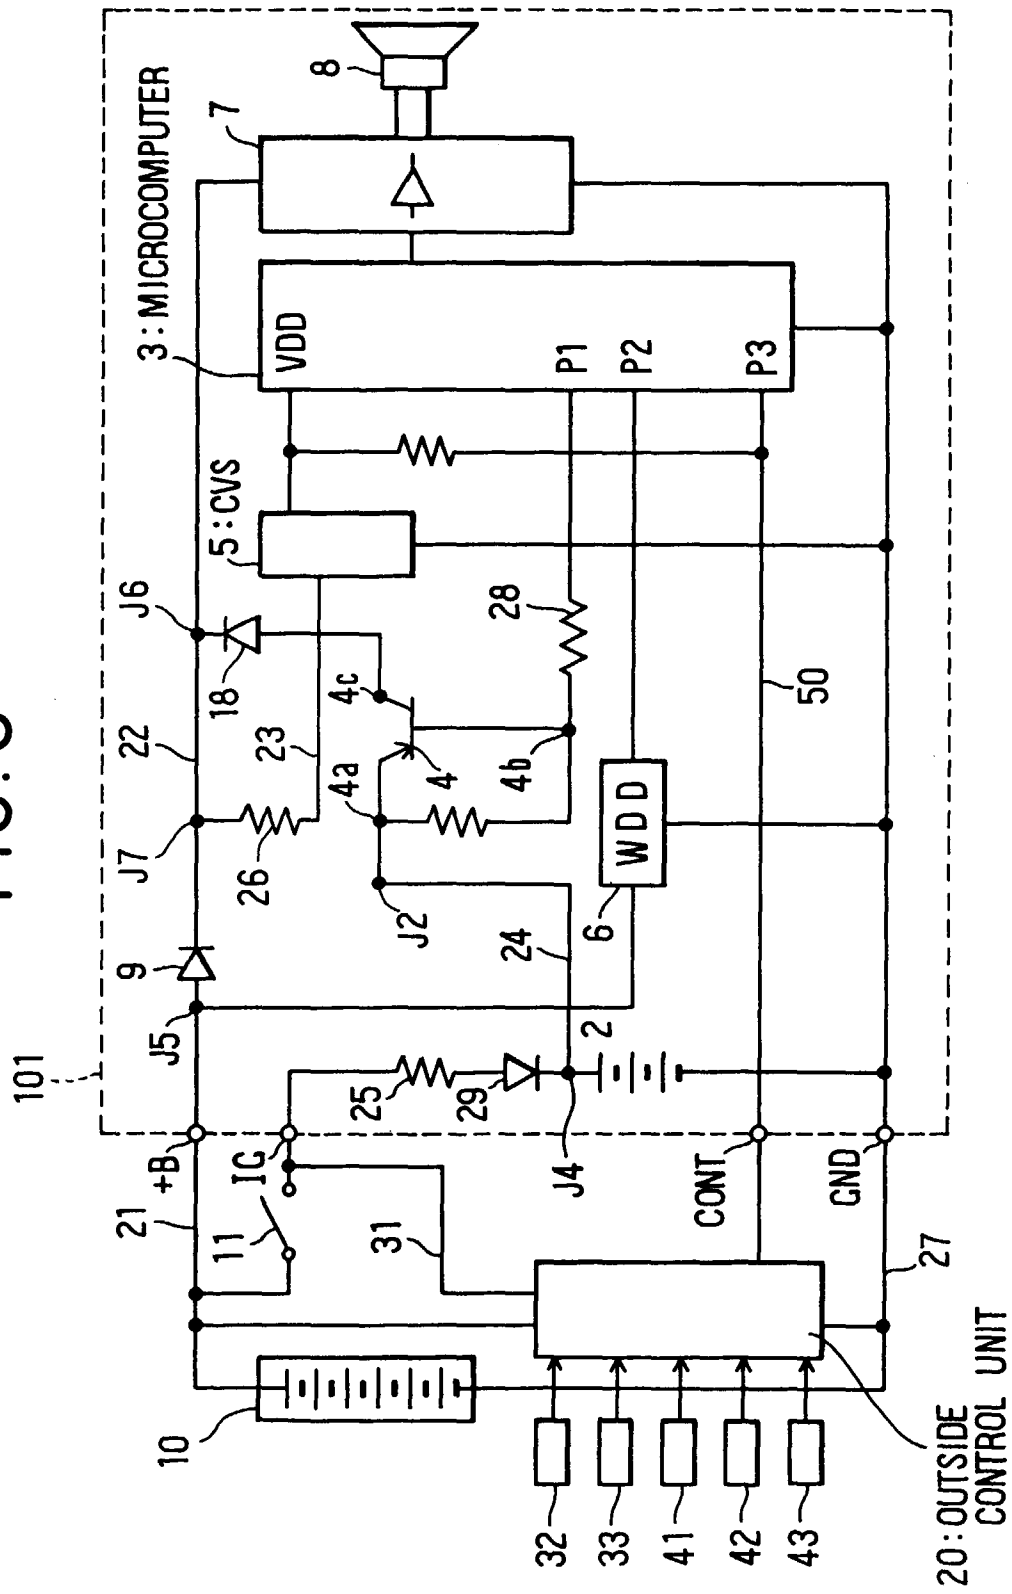 101
21
+B
J5
9
J7
22
J6
3:MICROCOMPUTER
10
11
IG
26
23
18
5:CVS
7
VDD
8
31
25
J2
4a
4c
4
29
24
4b
28
P1
J4
2
6
WDD
P2
32
33
41
42
43
CONT
50
P3
GND
27
20:OUTSIDE
CONTROL UNIT